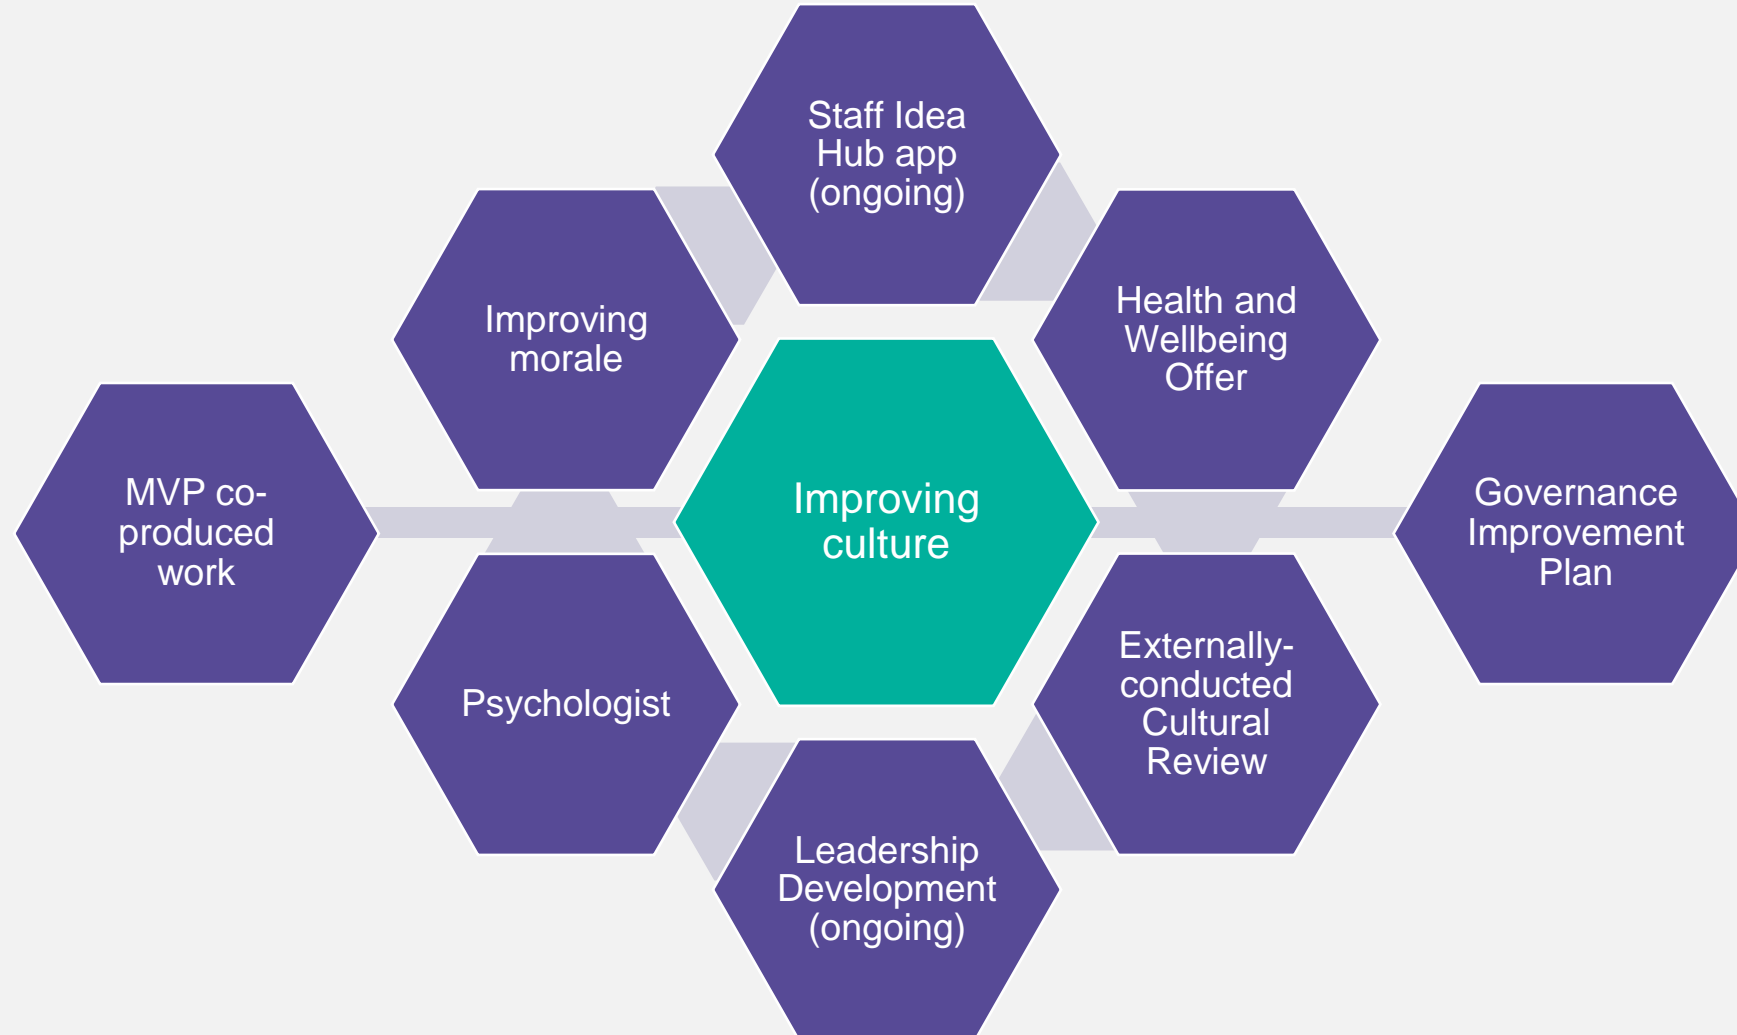 Staff Idea
Hub app
(ongoing)
Improving
morale
Health and
Wellbeing
Offer
MVP co-
produced
work
Improving
culture
Governance
Improvement
Plan
Psychologist
Externally-
conducted
Cultural
Review
Leadership
Development
(ongoing)